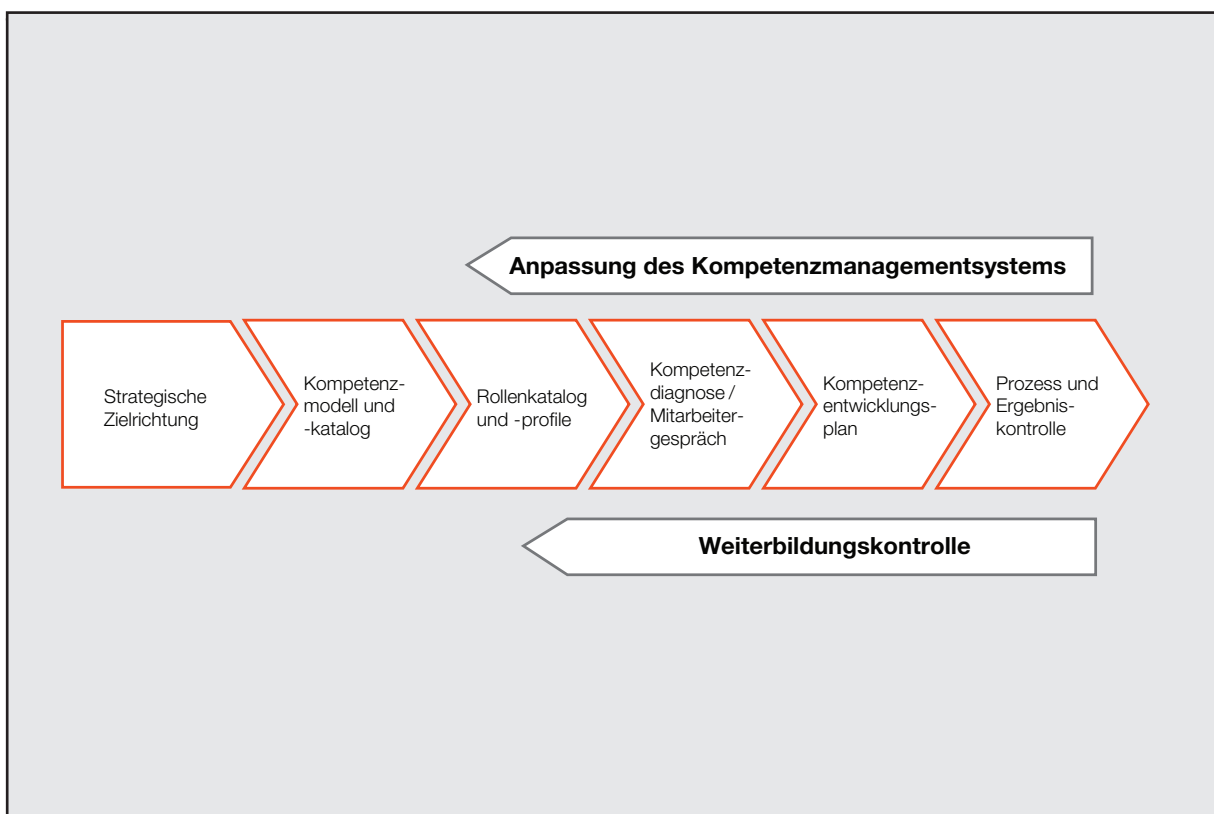 Anpassung des Kompetenzmanagementsystems
Strategische
Zielrichtung
Kompetenz-
modell und
-katalog
Rollenkatalog
und -profile
Kompetenz-
diagnose /
Mitarbeiter-
gespräch
Kompetenz-
entwicklungs-
plan
Prozess und
Ergebnis-
kontrolle
Weiterbildungskontrolle